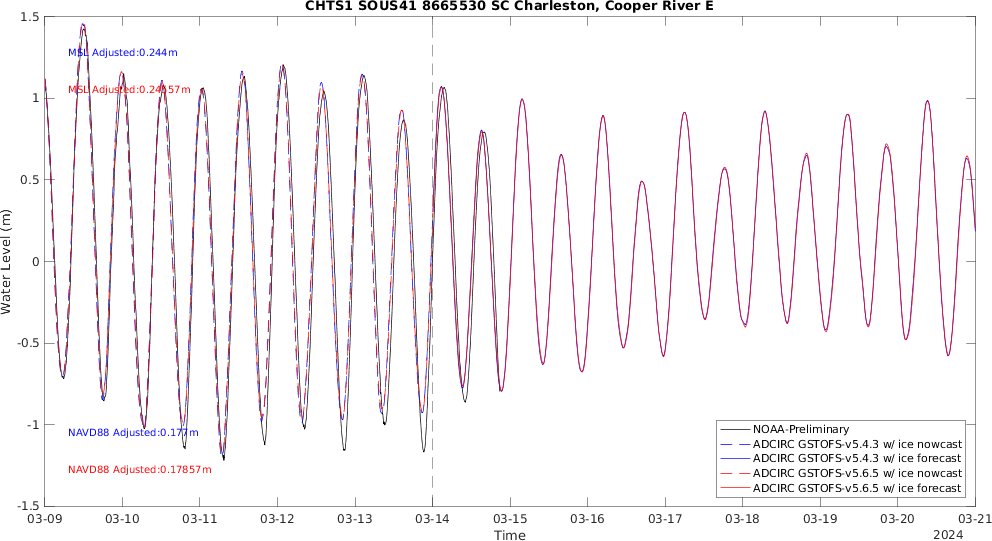 CHTS1 SOUS41 8665530 SC Charleston, Cooper River E
1.5
1
0.5
0
-0.5
-1
-1.5
Water Level (m)
MSL Adjusted:0.244m
NAVD88 Adjusted:0.177m
NAVD88 Adjusted:0.17857m
NOAA-Preliminary
ADCIRC GSTOFS-v5.4.3 w/ ice nowcast
ADCIRC GSTOFS-v5.4.3 w/ ice forecast
ADCIRC GSTOFS-v5.6.5 w/ ice nowcast
ADCIRC GSTOFS-v5.6.5 w/ ice forecast
03-09 03-10 03-11 03-12 03-13 03-14 03-15 03-16 03-17 03-18 03-19 03-20 03-21
Time
2024